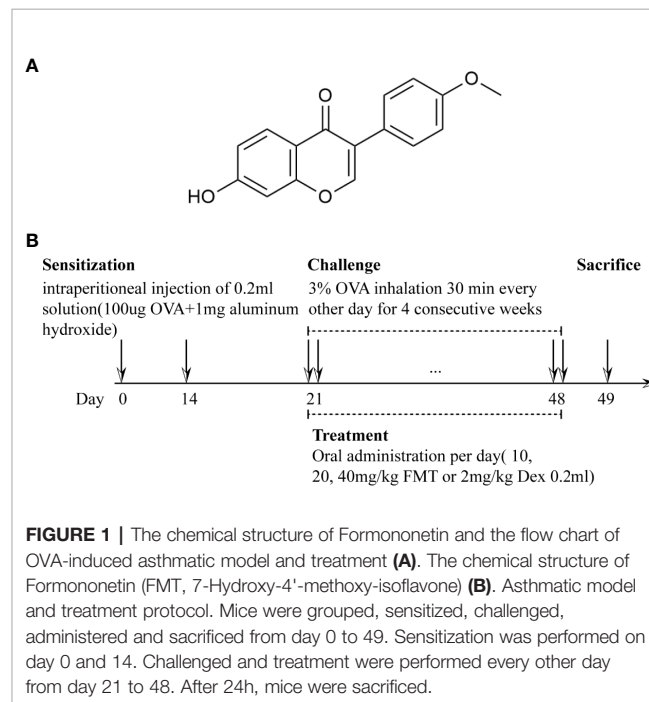 A
O
O
HO
O
B
Sensitization
Challenge
Sacrifice
intraperitioneal injection of 0.2ml
3% OVA inhalation 30 min every
solution(100ug OVA+1mg aluminum
other day for 4 consecutive weeks
hydroxide)
...
Day 0 14 21 48 49
Treatment
Oral administration per day( 10,
20, 40mg/kg FMT or 2mg/kg Dex 0.2ml)
FIGURE 1 | The chemical structure of Formononetin and the flow chart of
OVA-induced asthmatic model and treatment (A). The chemical structure of
Formononetin (FMT, 7-Hydroxy-4'-methoxy-isoflavone) (B). Asthmatic model
and treatment protocol. Mice were grouped, sensitized, challenged,
administered and sacrificed from day 0 to 49. Sensitization was performed on
day 0 and 14. Challenged and treatment were performed every other day
from day 21 to 48. After 24h, mice were sacrificed.